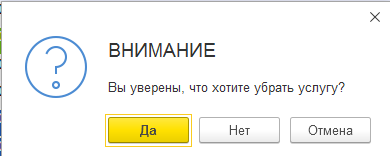 ВНИМАНИЕ
Вы уверены, что хотите убрать услугу?
Да Нет Отмена